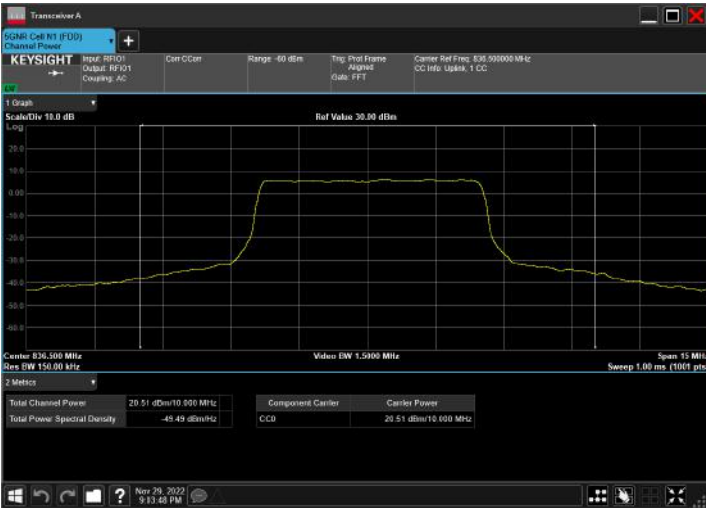 Transceiver A
5GNR Cell N1 (FDD)
Channel Power
KEYSIGHT
Input: RFIO1
Output: RFIO1
Coupling: AC
Corr CCorr
Range: -60 dBm
Trig: Prot Frame
Aligned
Gate: FFT
Carrier Ref Freq: 836.500000 MHz
CC Info: Uplink, 1 CC
1 Graph
Scale/Div 10.0 dB
Ref Value 30.00 dBm
Log
20.0
10.0
0.00
-10.0
-20.0
-30.0
-40.0
-50.0
-60.0
Center 836.500 MHz
Video BW 1.5000 MHz
Span 15 MHz
Res BW 150.00 kHz
Sweep 1.00 ms (1001 pts
2 Metrics
Total Channel Power 20.51 dBm/10.000 MHz
Total Power Spectral Density -49.49 dBm/Hz
Component Carrier Carrier Power
CC0 20.51 dBm/10.000 MHz
Nov 29, 2022
9:13:48 PM